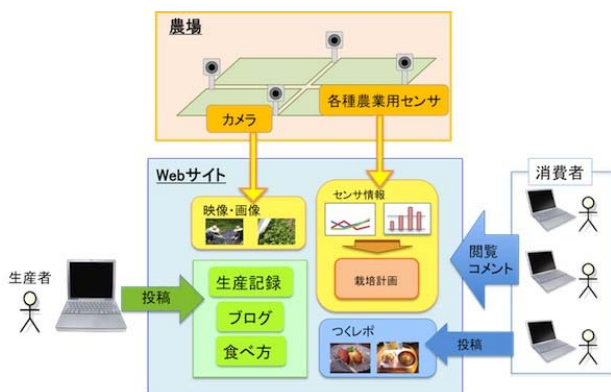 農場
カメラ
各種農業用センサ
Webサイト
消費者
映像・画像
センサ情報
閲覧
コメント
生産者
投稿
生産記録
栽培計画
ブログ
食べ方
つくレポ
投稿